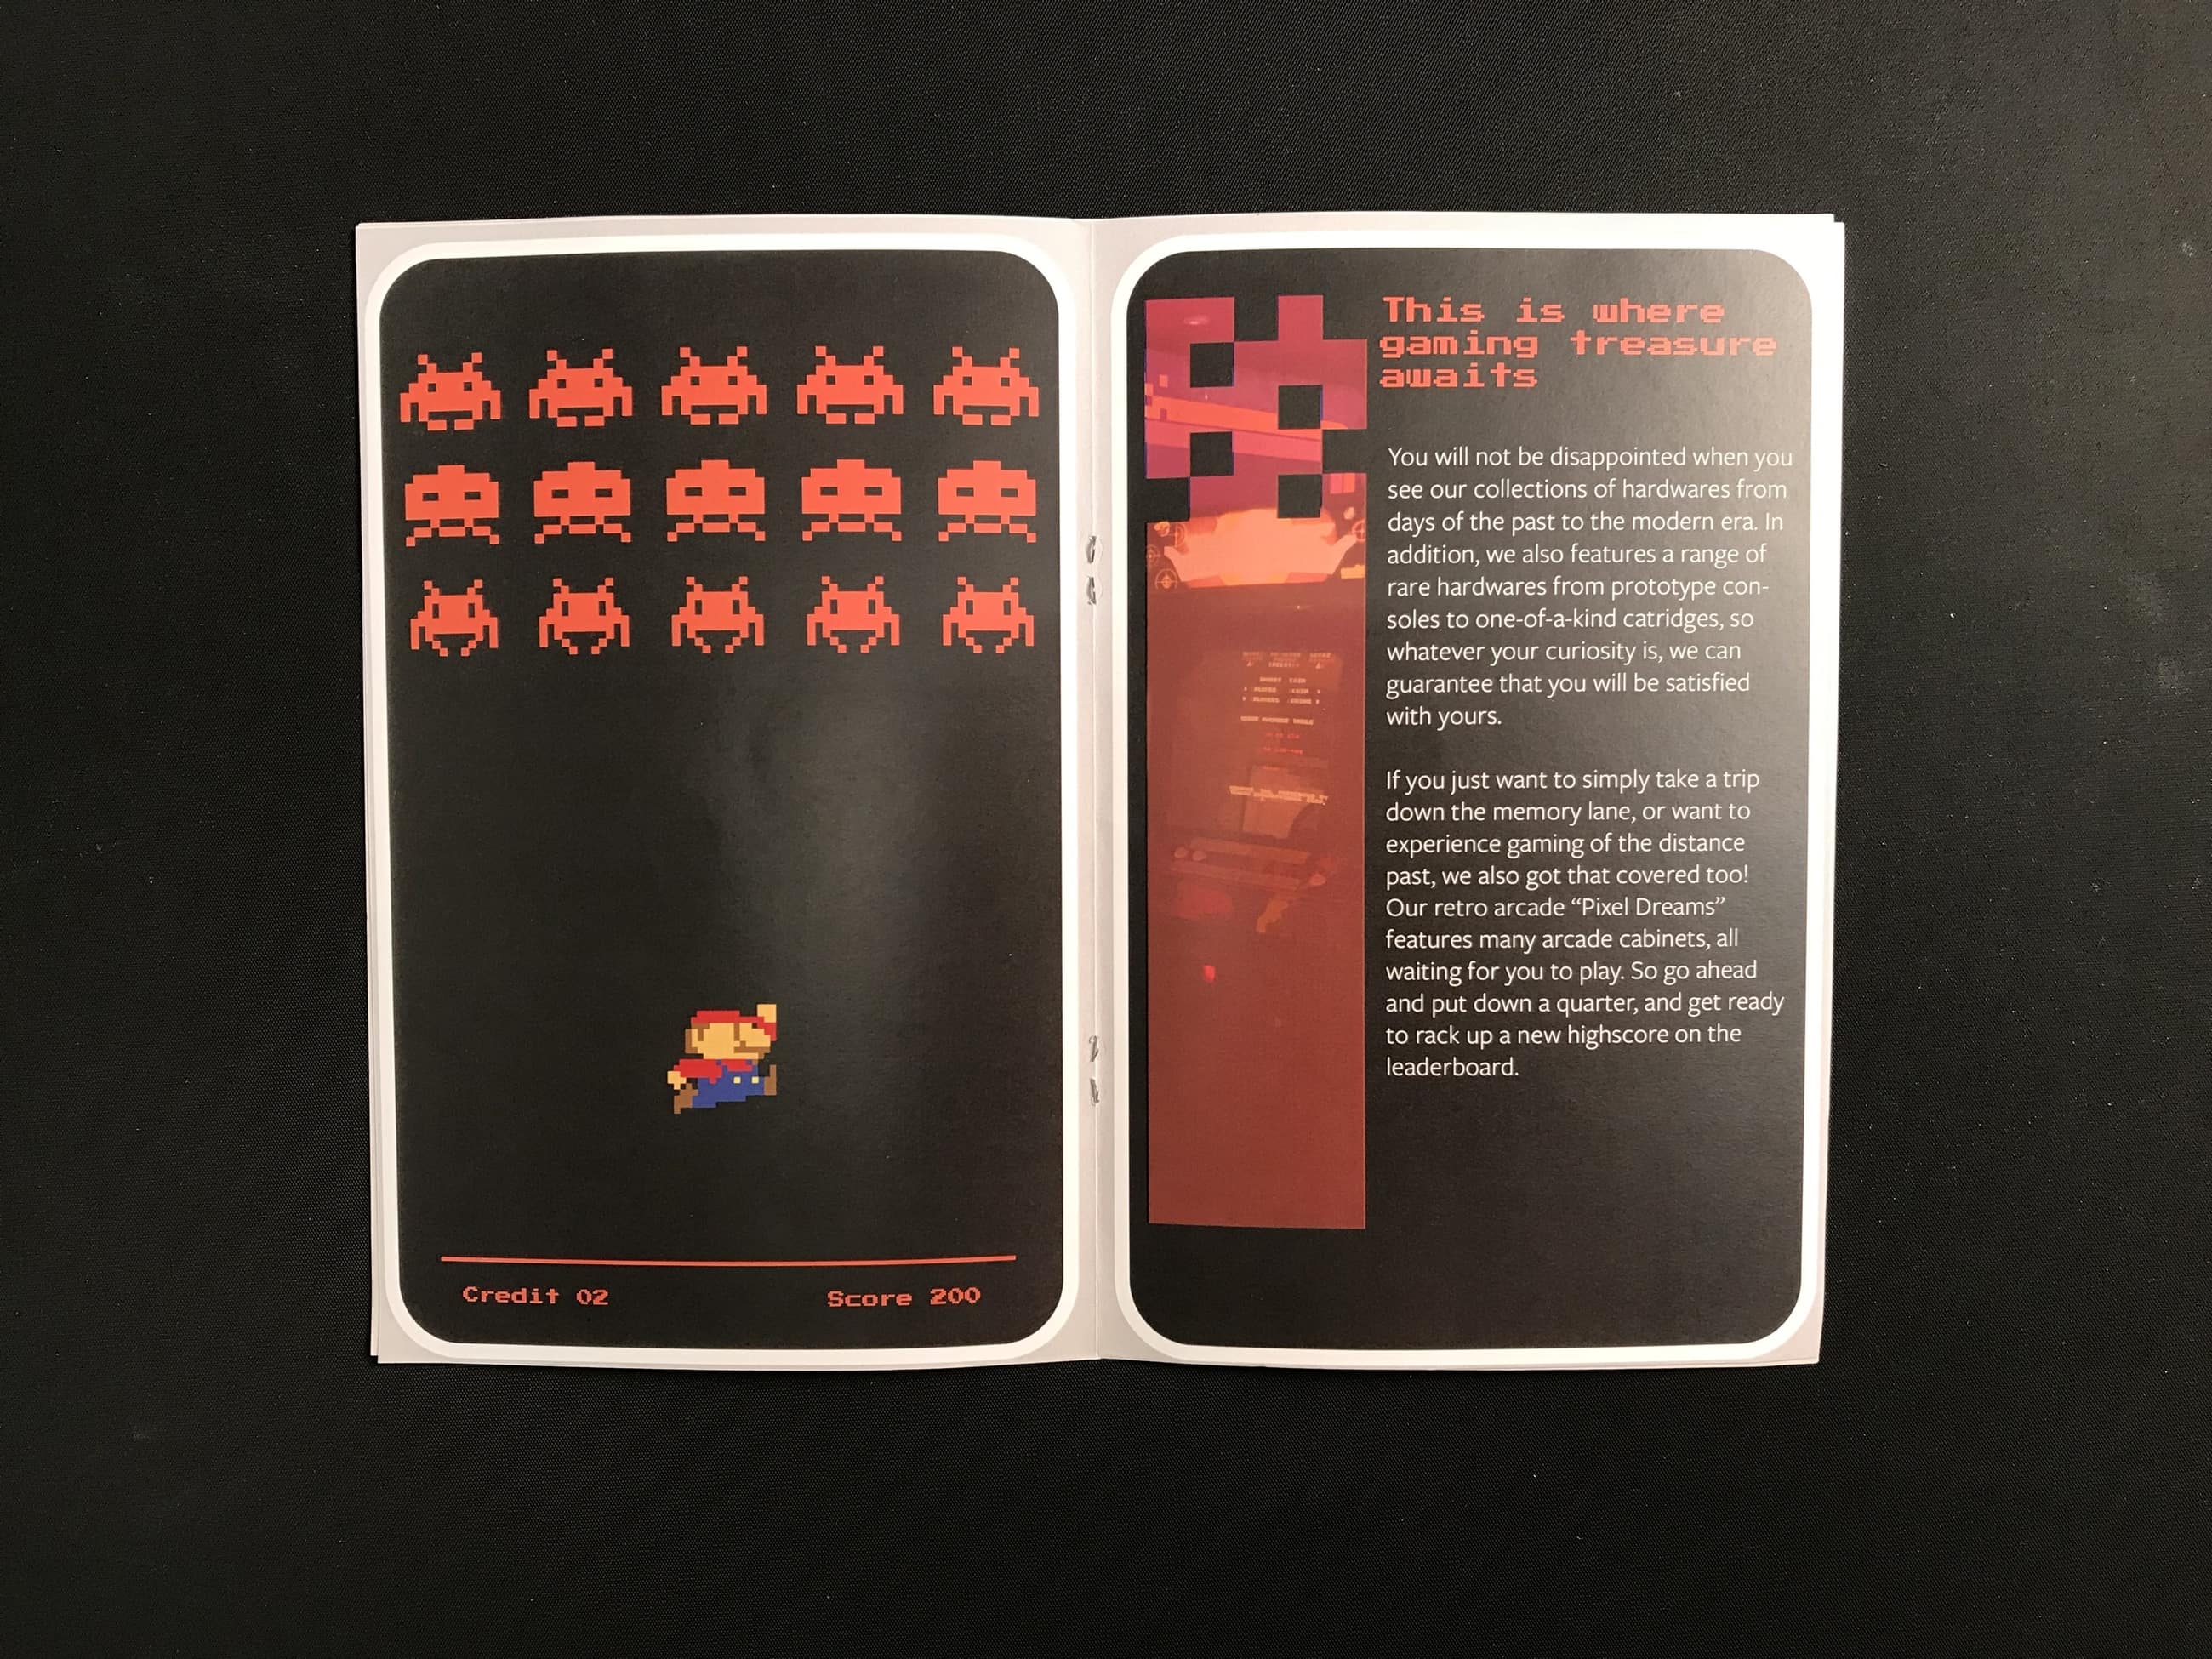 Credit 02
Score 200
This is where
gaming treasure
awaits
You will not be disappointed when you
see our collections of hardwares from
days of the past to the modern era. In
addition, we also features a range of
rare hardwares from prototype con-
soles to one-of-a-kind catridges, so
whatever your curiosity is, we can
guarantee that you will be satisfied
with yours.
If you just want to simply take a trip
down the memory lane, or want to
experience gaming of the distance
past, we also got that covered too!
Our retro arcade “Pixel Dreams”
features many arcade cabinets, all
waiting for you to play. So go ahead
and put down a quarter, and get ready
to rack up a new highscore on the
leaderboard.